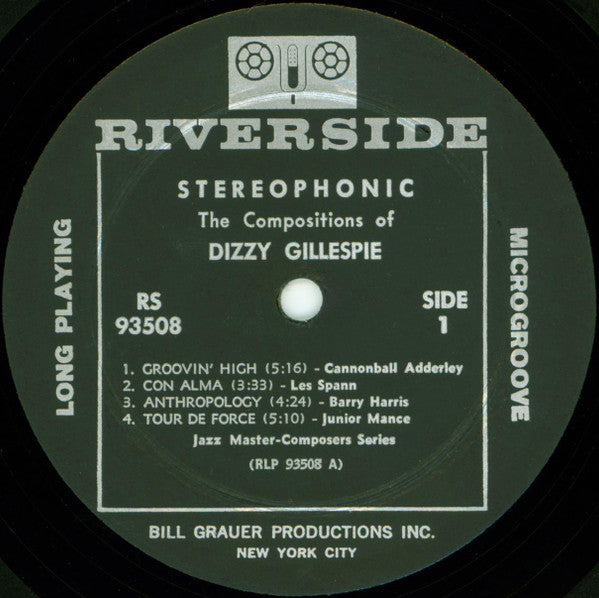 RIVERSIDE
STEREOPHONIC
The Compositions of
DIZZY GILLESPIE
LONG PLAYING
RS
93508
SIDE
1
MICROGROOVE
1. GROOVIN' HIGH (5:16) - Cannonball Adderley
2. CON ALMA (3:33) - Les Spann
3. ANTHROPOLOGY (4:24) - Barry Harris
4. TOUR DE FORCE (5:10) - Junior Mance
Jazz Master-Composers Series
(RLP 93508 A)
BILL GRAUER PRODUCTIONS INC.
NEW YORK CITY